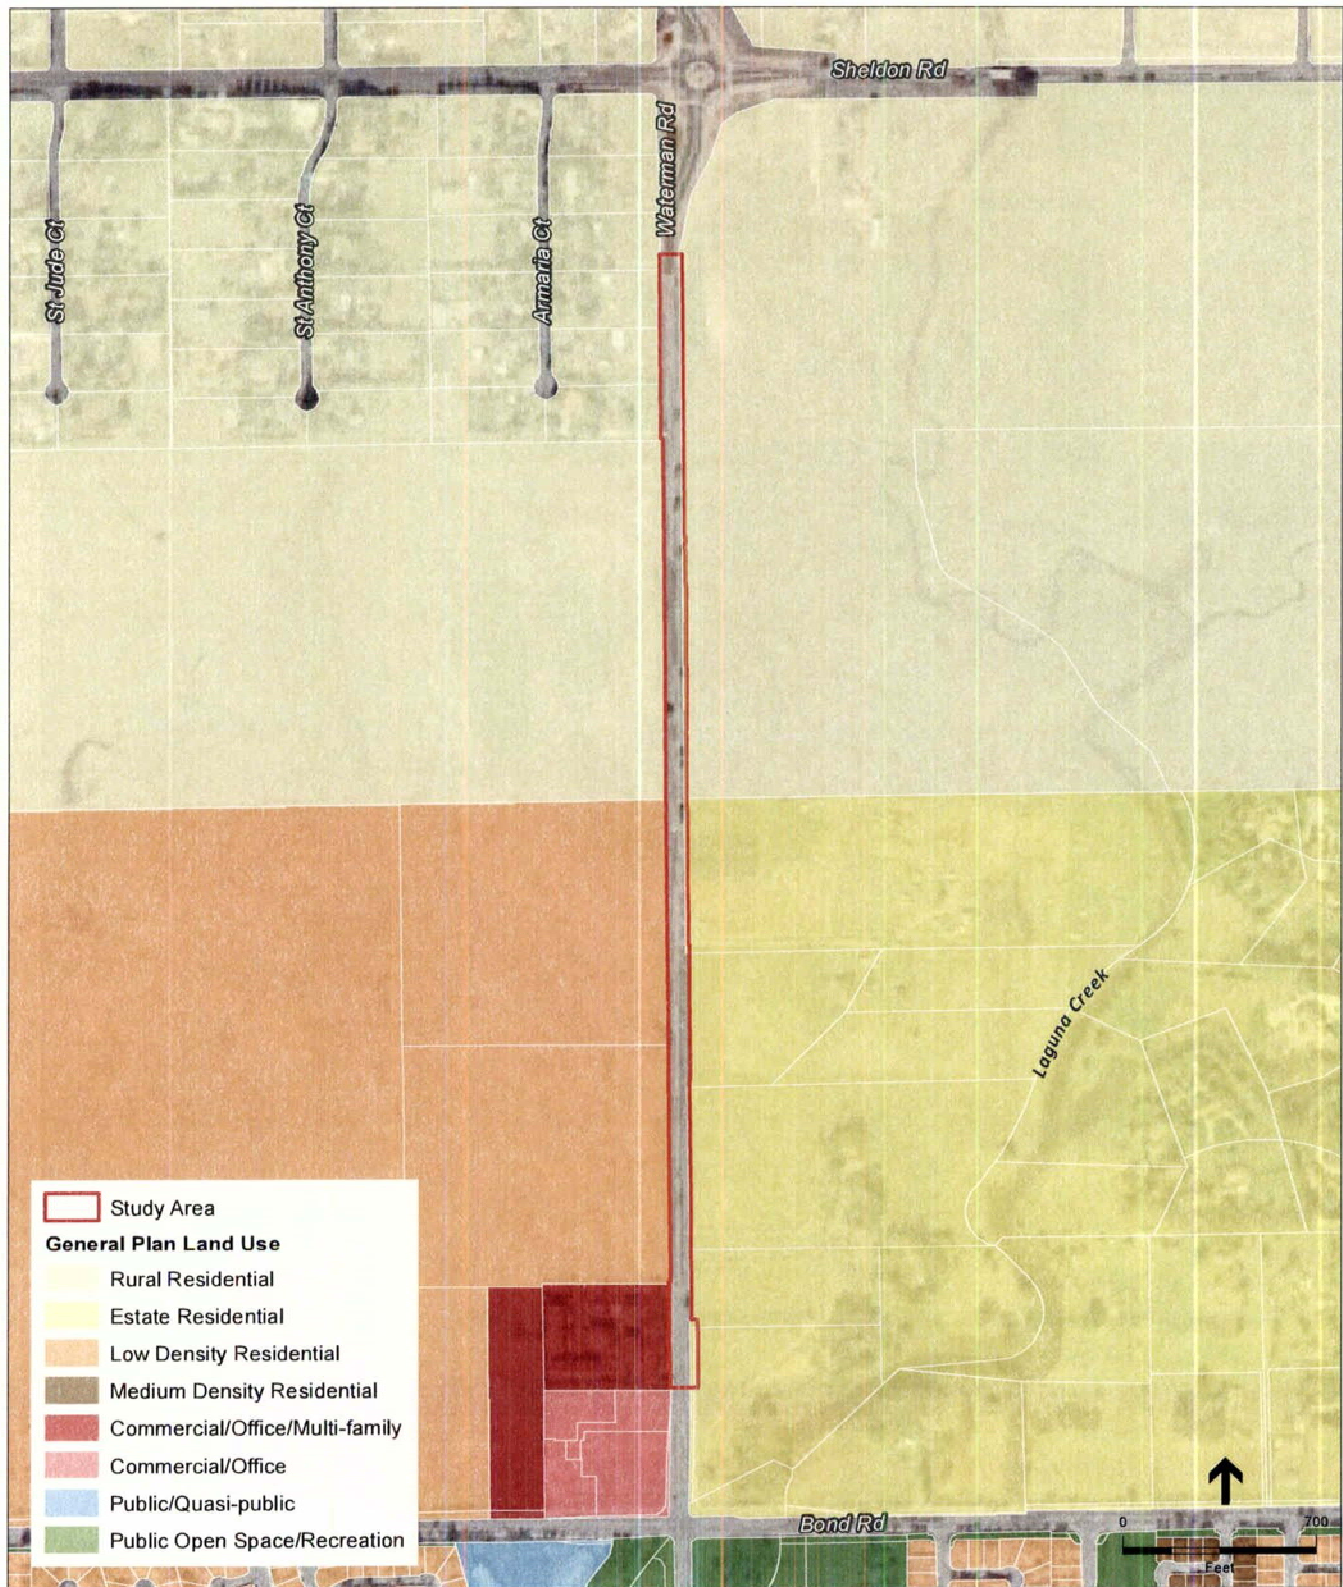 Sheldon Rd
Waterman Rd
St Jude Ct
St Anthony Ct
Armaria Ct
Laguna Creek
Study Area
General Plan Land Use
Rural Residential
Estate Residential
Low Density Residential
Medium Density Residential
Commercial/Office/Multi-family
Commercial/Office
Public/Quasi-public
Public Open Space/Recreation
Bond Rd
0 700
Feet